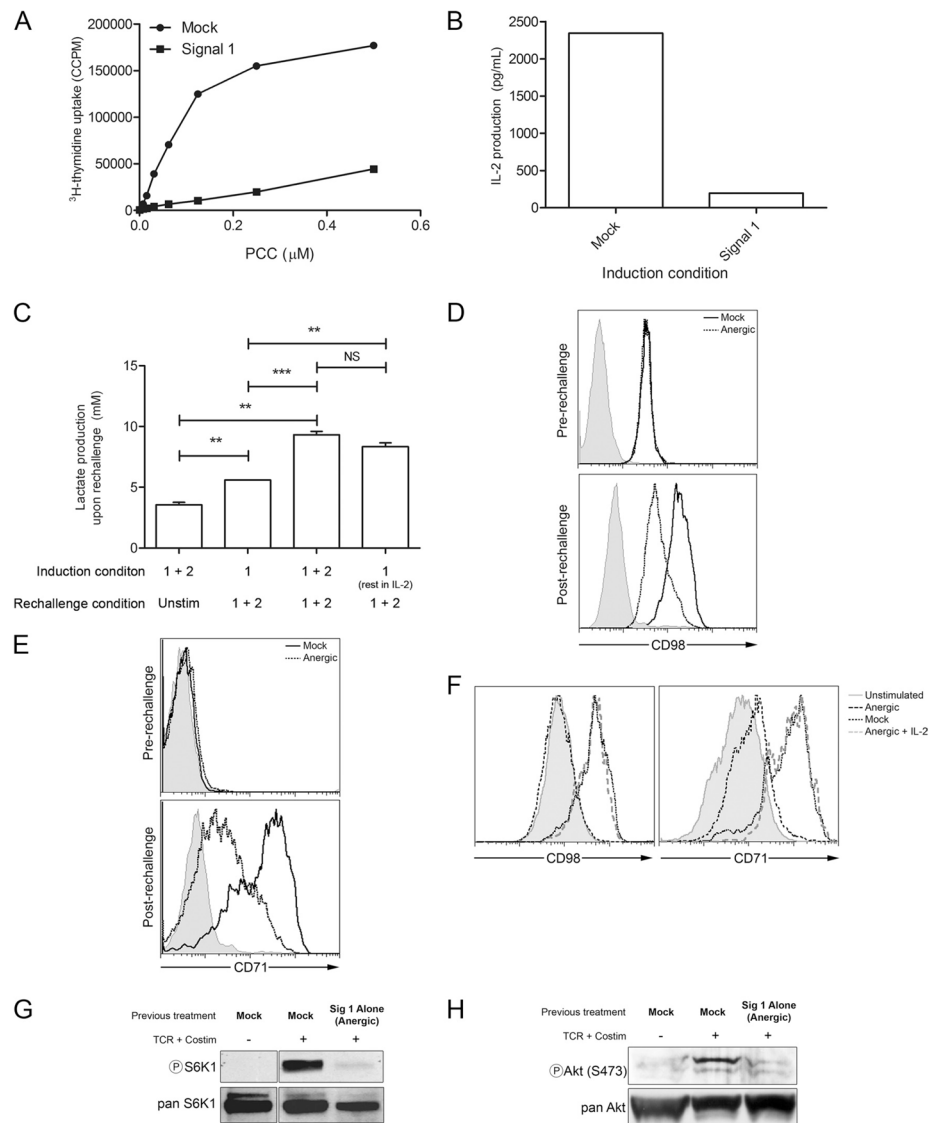 A
200000
150000
100000
50000
0
³H-thymidine uptake (CCPM)
Mock
Signal 1
0.0
0.2
0.4
0.6
PCC (μM)
B
2500
2000
1500
1000
500
0
IL-2 production (pg/mL)
Mock
Signal 1
Induction condition
C
Lactate production
upon rechallenge (mM)
15
10
5
0
**
NS
***
**
**
Induction conditon
1 + 2
1
1 + 2
1
(rest in IL-2)
Rechallenge condition
Unstim
1 + 2
1 + 2
1 + 2
D
Mock
Anergic
Pre-rechallenge
Post-rechallenge
CD98
E
Mock
Anergic
Pre-rechallenge
Post-rechallenge
CD71
F
Unstimulated
Anergic
Mock
Anergic + IL-2
CD98
CD71
G
Previous treatment Mock Mock Sig 1 Alone
(Anergic)
TCR + Costim - + +
Ⓟ S6K1
pan S6K1
H
Previous treatment Mock Mock Sig 1 Alone
(Anergic)
TCR + Costim - + +
Ⓟ Akt (S473)
pan Akt